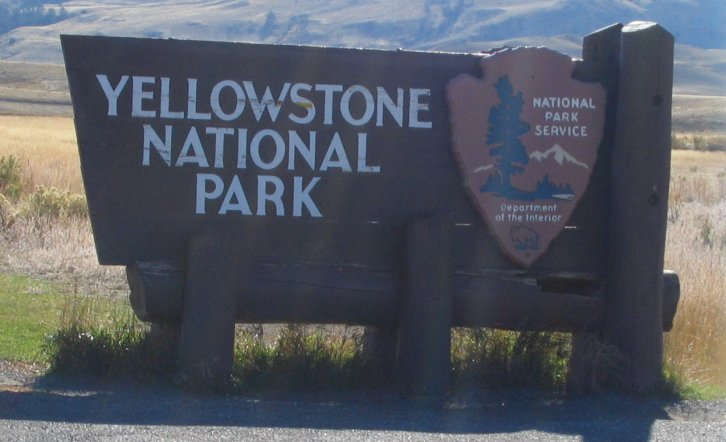 YELLOWSTONE
NATIONAL
PARK
NATIONAL
PARK
SERVICE
Department
of the Interior